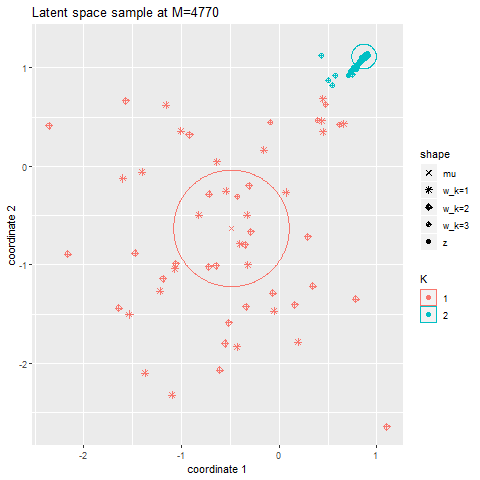 Latent space sample at M=4770
1
0
-1
-2
coordinate 2
-2
-1
0
1
coordinate 1
shape
mu
w_k=1
w_k=2
w_k=3
z
K
1
2